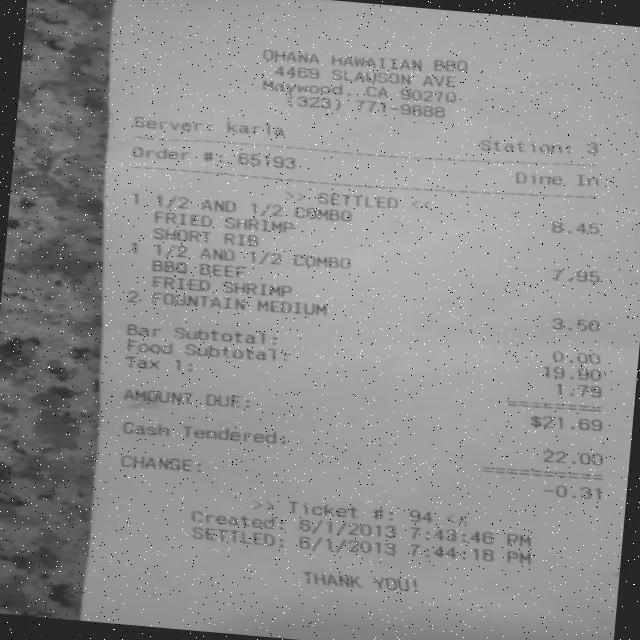 OHANA HAWAIIAN BBQ
4469 SLAUSON AVE
Maywood, CA 90270
(323) 771-9888
Server: karla Station: 3
Order #: 65193 Dine In
>> SETTLED <<
1 1/2 AND 1/2 COMBO 8.45
FRIED SHRIMP
SHORT RIB
1 1/2 AND 1/2 COMBO 7.95
BBQ BEEF
FRIED SHRIMP
2 FOUNTAIN MEDIUM 3.50
Bar Subtotal: 0.00
Food Subtotal: 19.90
Tax 1: 1.79
========
AMOUNT DUE: $21.69
Cash Tendered: 22.00
===========
CHANGE: -0.31
>> Ticket #: 94 <<
Created: 6/1/2013 7:43:46 PM
SETTLED: 6/1/2013 7:44:18 PM
THANK YOU!